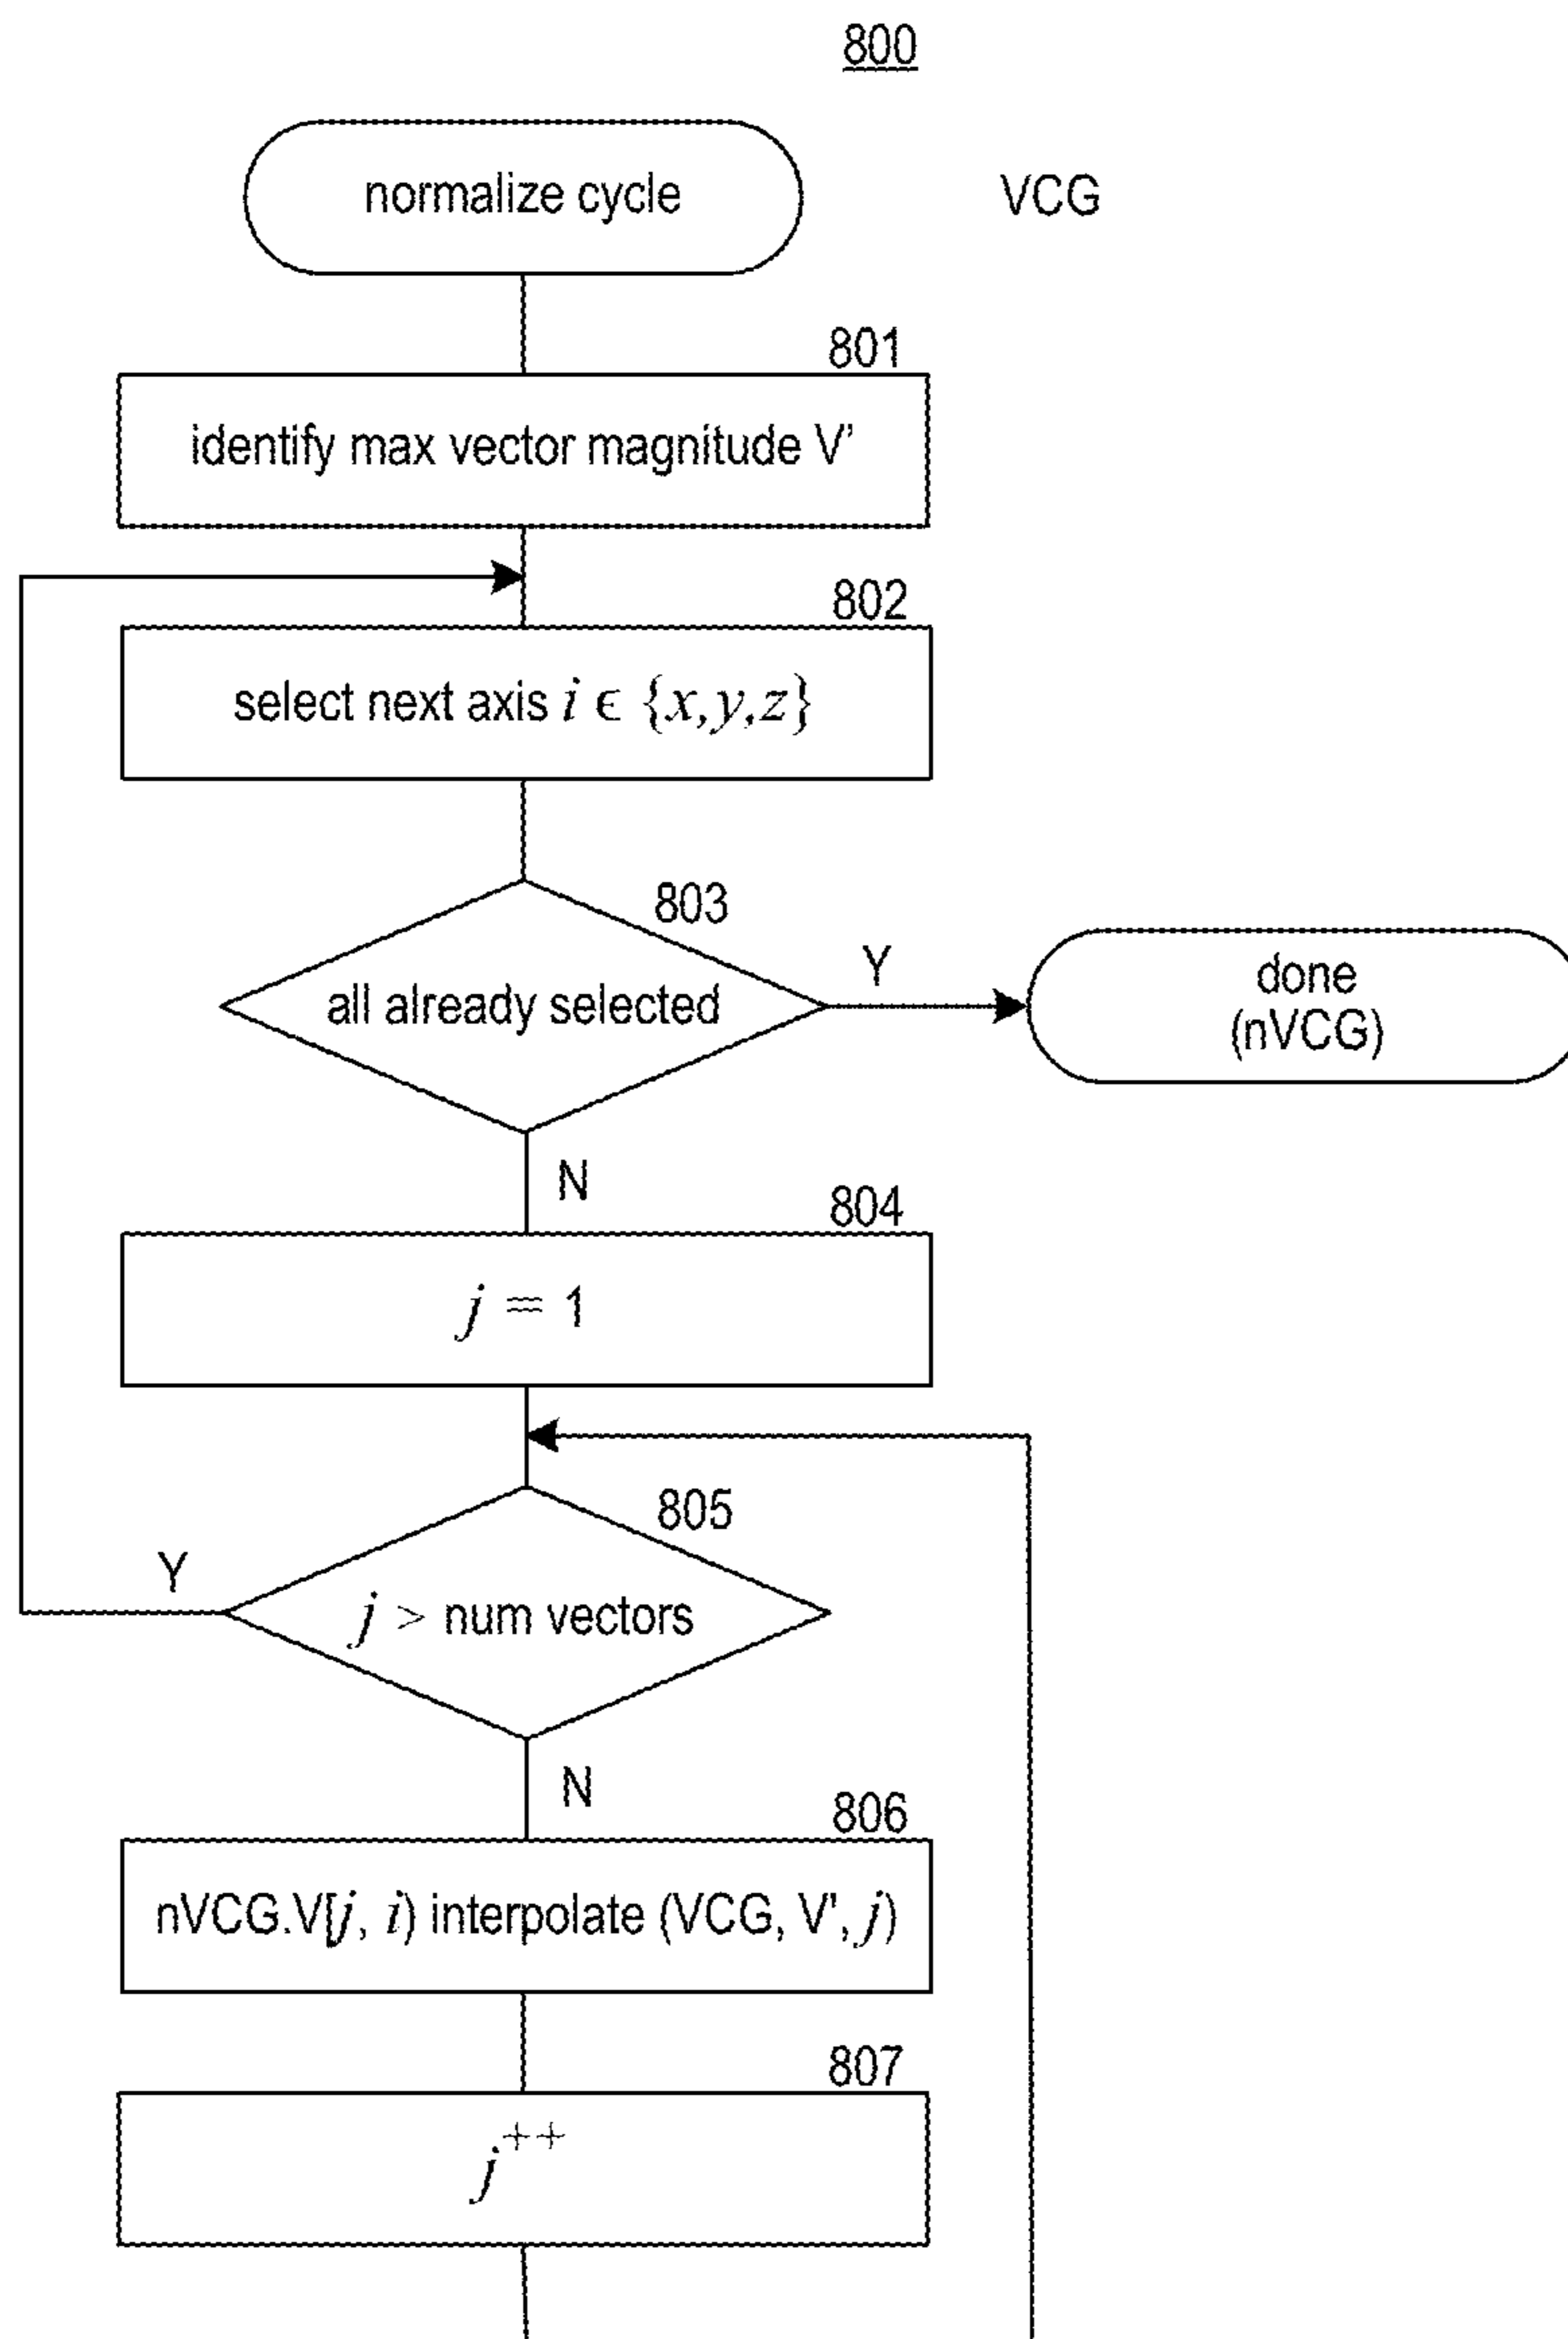 800
normalize cycle
VCG
801
identify max vector magnitude V'
802
select next axis i ϵ {x,y,z}
803
all already selected
Y
done
(nVCG)
N
804
j = 1
805
Y
j > num vectors
N
806
nVCG.V[j, i) interpolate (VCG, V', j)
807
j++